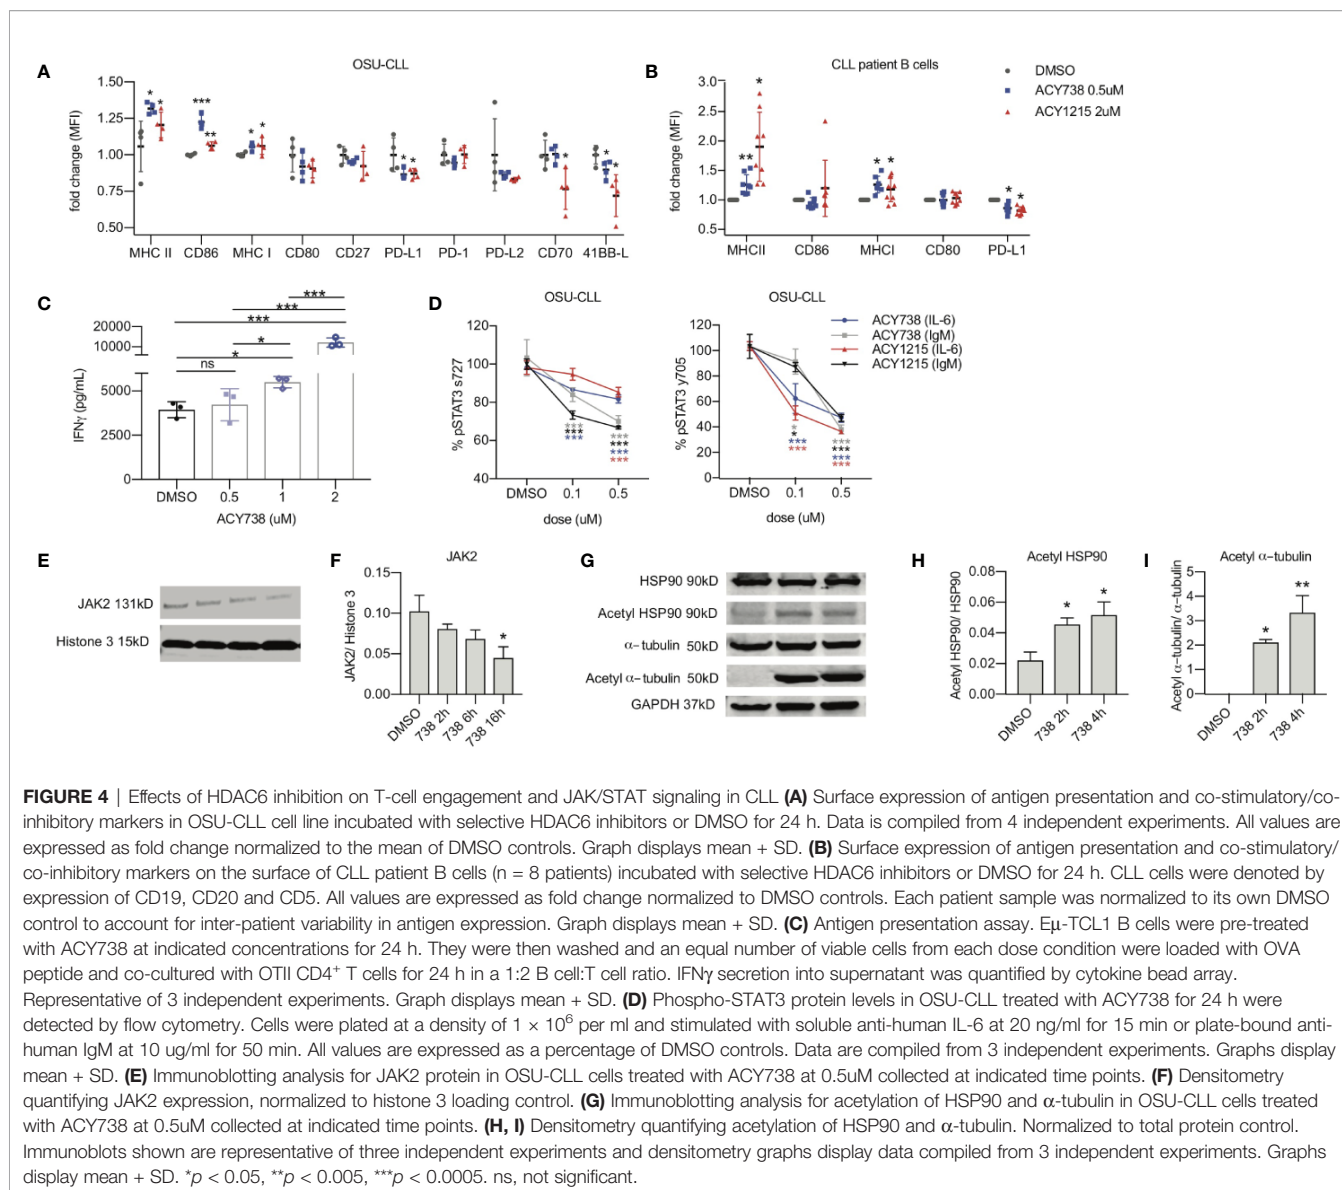 A
OSU-CLL
fold change (MFI)
1.50
1.25
1.00
0.75
0.50
* * *** ** * * * * * * *
MHC II CD86 MHC I CD80 CD27 PD-L1 PD-1 PD-L2 CD70 41BB-L
B
CLL patient B cells
fold change (MFI)
3.0
2.5
2.0
1.5
1.0
0.5
** * * * * *
MHCII CD86 MHCI CD80 PD-L1
DMSO
ACY738 0.5uM
ACY1215 2uM
C
IFNγ (pg/mL)
20000
10000
5000
2500
0
***
***
***
*
*
ns
DMSO 0.5 1 2
ACY738 (uM)
D
OSU-CLL
% pSTAT3 s727
120
100
80
60
40
***
***
***
***
***
***
***
DMSO 0.1 0.5
dose (uM)
OSU-CLL
% pSTAT3 y705
120
100
80
60
40
20
0
*
*
***
***
***
***
***
***
DMSO 0.1 0.5
dose (uM)
ACY738 (IL-6)
ACY738 (IgM)
ACY1215 (IL-6)
ACY1215 (IgM)
E
JAK2 131kD
Histone 3 15kD
F
JAK2
JAK2/ Histone 3
0.15
0.10
0.05
0.00
*
DMSO 738 2h 738 6h 738 16h
G
HSP90 90kD
Acetyl HSP90 90kD
α-tubulin 50kD
Acetyl α-tubulin 50kD
GAPDH 37kD
H
Acetyl HSP90
Acetyl HSP90/ HSP90
0.08
0.06
0.04
0.02
0.00
* *
DMSO 738 2h 738 4h
I
Acetyl α-tubulin
Acetyl α-tubulin/ α-tubulin
5
4
3
2
1
0
* **
DMSO 738 2h 738 4h
FIGURE 4 | Effects of HDAC6 inhibition on T-cell engagement and JAK/STAT signaling in CLL (A) Surface expression of antigen presentation and co-stimulatory/co-
inhibitory markers in OSU-CLL cell line incubated with selective HDAC6 inhibitors or DMSO for 24 h. Data is compiled from 4 independent experiments. All values are
expressed as fold change normalized to the mean of DMSO controls. Graph displays mean + SD. (B) Surface expression of antigen presentation and co-stimulatory/
co-inhibitory markers on the surface of CLL patient B cells (n = 8 patients) incubated with selective HDAC6 inhibitors or DMSO for 24 h. CLL cells were denoted by
expression of CD19, CD20 and CD5. All values are expressed as fold change normalized to DMSO controls. Each patient sample was normalized to its own DMSO
control to account for inter-patient variability in antigen expression. Graph displays mean + SD. (C) Antigen presentation assay. Eμ-TCL1 B cells were pre-treated
with ACY738 at indicated concentrations for 24 h. They were then washed and an equal number of viable cells from each dose condition were loaded with OVA
peptide and co-cultured with OTII CD4⁺ T cells for 24 h in a 1:2 B cell:T cell ratio. IFNγ secretion into supernatant was quantified by cytokine bead array.
Representative of 3 independent experiments. Graph displays mean + SD. (D) Phospho-STAT3 protein levels in OSU-CLL treated with ACY738 for 24 h were
detected by flow cytometry. Cells were plated at a density of 1 × 10⁶ per ml and stimulated with soluble anti-human IL-6 at 20 ng/ml for 15 min or plate-bound anti-
human IgM at 10 ug/ml for 50 min. All values are expressed as a percentage of DMSO controls. Data are compiled from 3 independent experiments. Graphs display
mean + SD. (E) Immunoblotting analysis for JAK2 protein in OSU-CLL cells treated with ACY738 at 0.5uM collected at indicated time points. (F) Densitometry
quantifying JAK2 expression, normalized to histone 3 loading control. (G) Immunoblotting analysis for acetylation of HSP90 and α-tubulin in OSU-CLL cells treated
with ACY738 at 0.5uM collected at indicated time points. (H, I) Densitometry quantifying acetylation of HSP90 and α-tubulin. Normalized to total protein control.
Immunoblots shown are representative of three independent experiments and densitometry graphs display data compiled from 3 independent experiments. Graphs
display mean + SD. *p < 0.05, **p < 0.005, ***p < 0.0005. ns, not significant.